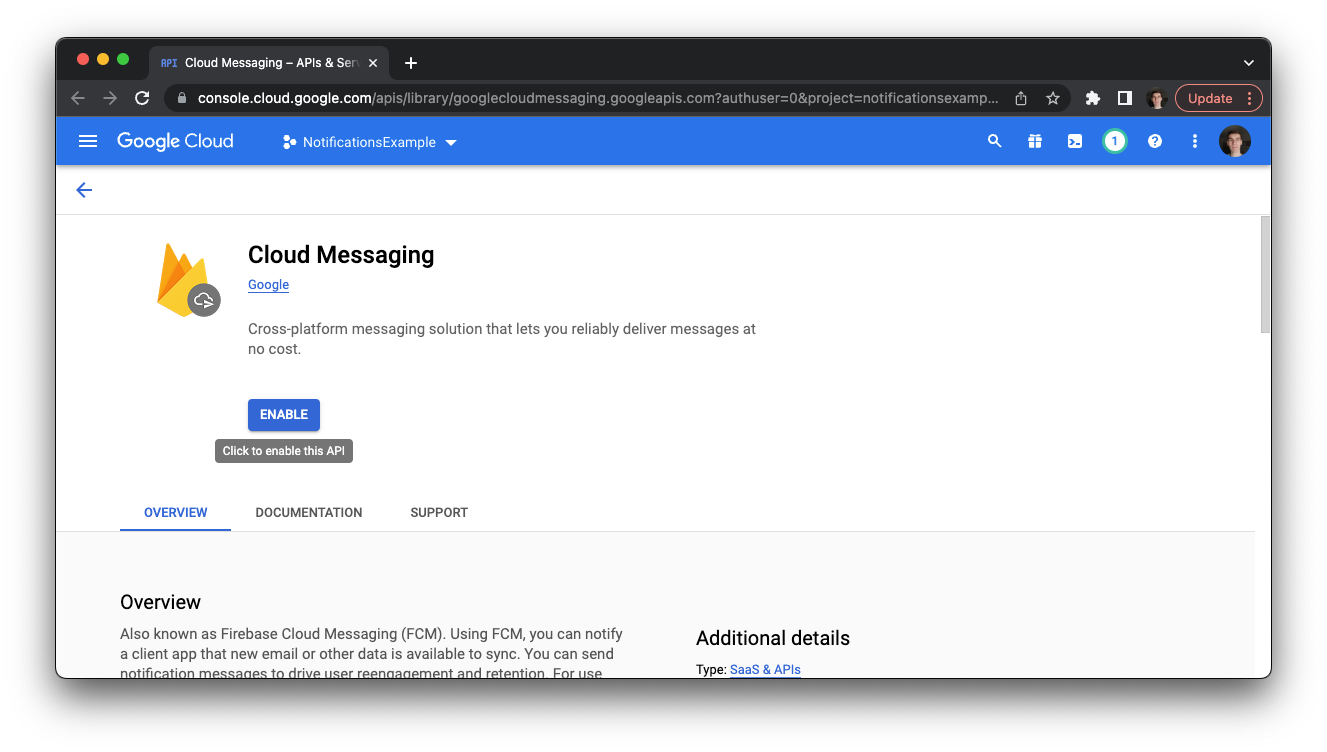 API Cloud Messaging – APIs & Ser
console.cloud.google.com/apis/library/googlecloudmessaging.googleapis.com?authuser=0&project=notificationsexamp...
Update
Google Cloud
NotificationsExample
1
Cloud Messaging
Google
Cross-platform messaging solution that lets you reliably deliver messages at
no cost.
ENABLE
Click to enable this API
OVERVIEW DOCUMENTATION SUPPORT
Overview
Also known as Firebase Cloud Messaging (FCM). Using FCM, you can notify
a client app that new email or other data is available to sync. You can send
notification messages to drive user reengagement and retention. For use
Additional details
Type: SaaS & APIs